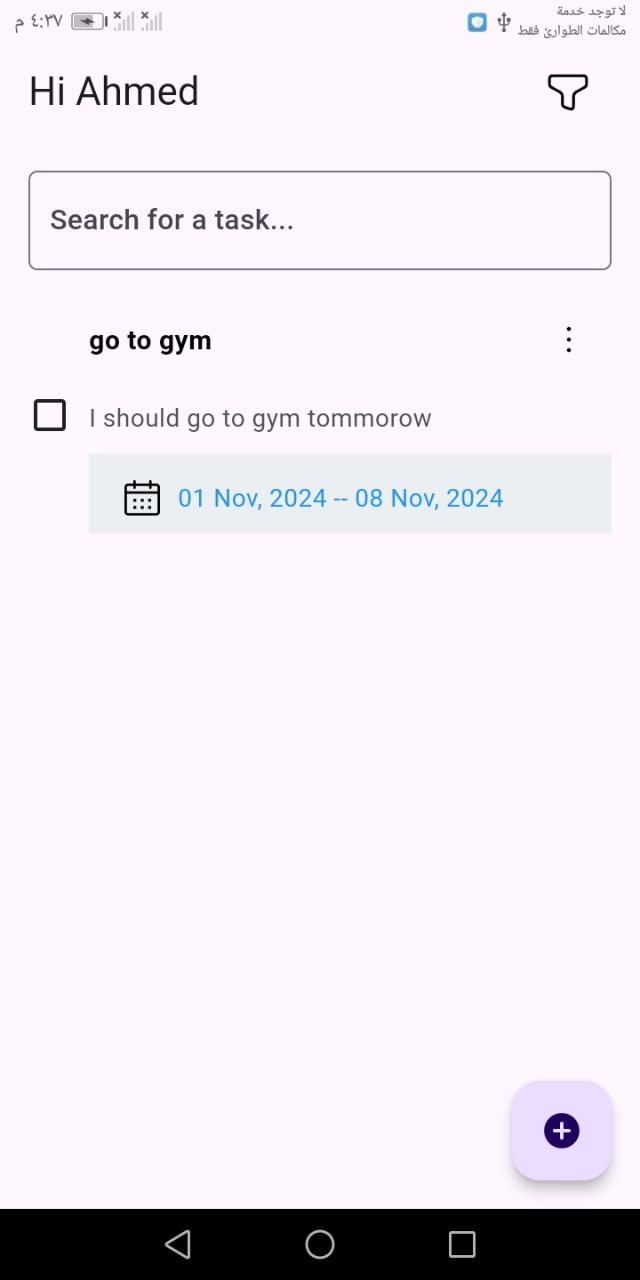 ٤:٣٧ م
لا توجد خدمة
مكالمات الطوارئ فقط
Hi Ahmed
Search for a task...
go to gym
I should go to gym tommorow
01 Nov, 2024 -- 08 Nov, 2024